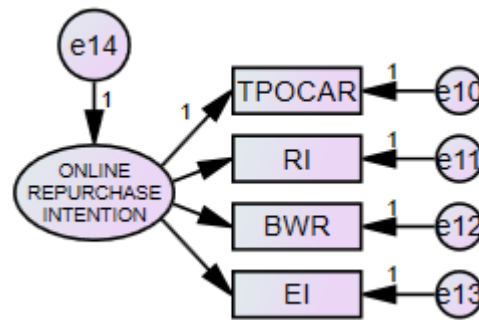 e14
1
1
TPOCAR
1
e10
ONLINE
REPURCHASE
INTENTION
RI
1
e11
BWR
1
e12
EI
1
e13